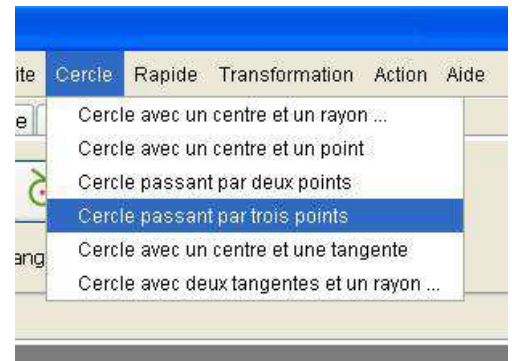 ite Cercle Rapide Transformation Action Aide
e
Cercle avec un centre et un rayon ...
Cercle avec un centre et un point
Cercle passant par deux points
Cercle passant par trois points
ang
Cercle avec un centre et une tangente
Cercle avec deux tangentes et un rayon ...